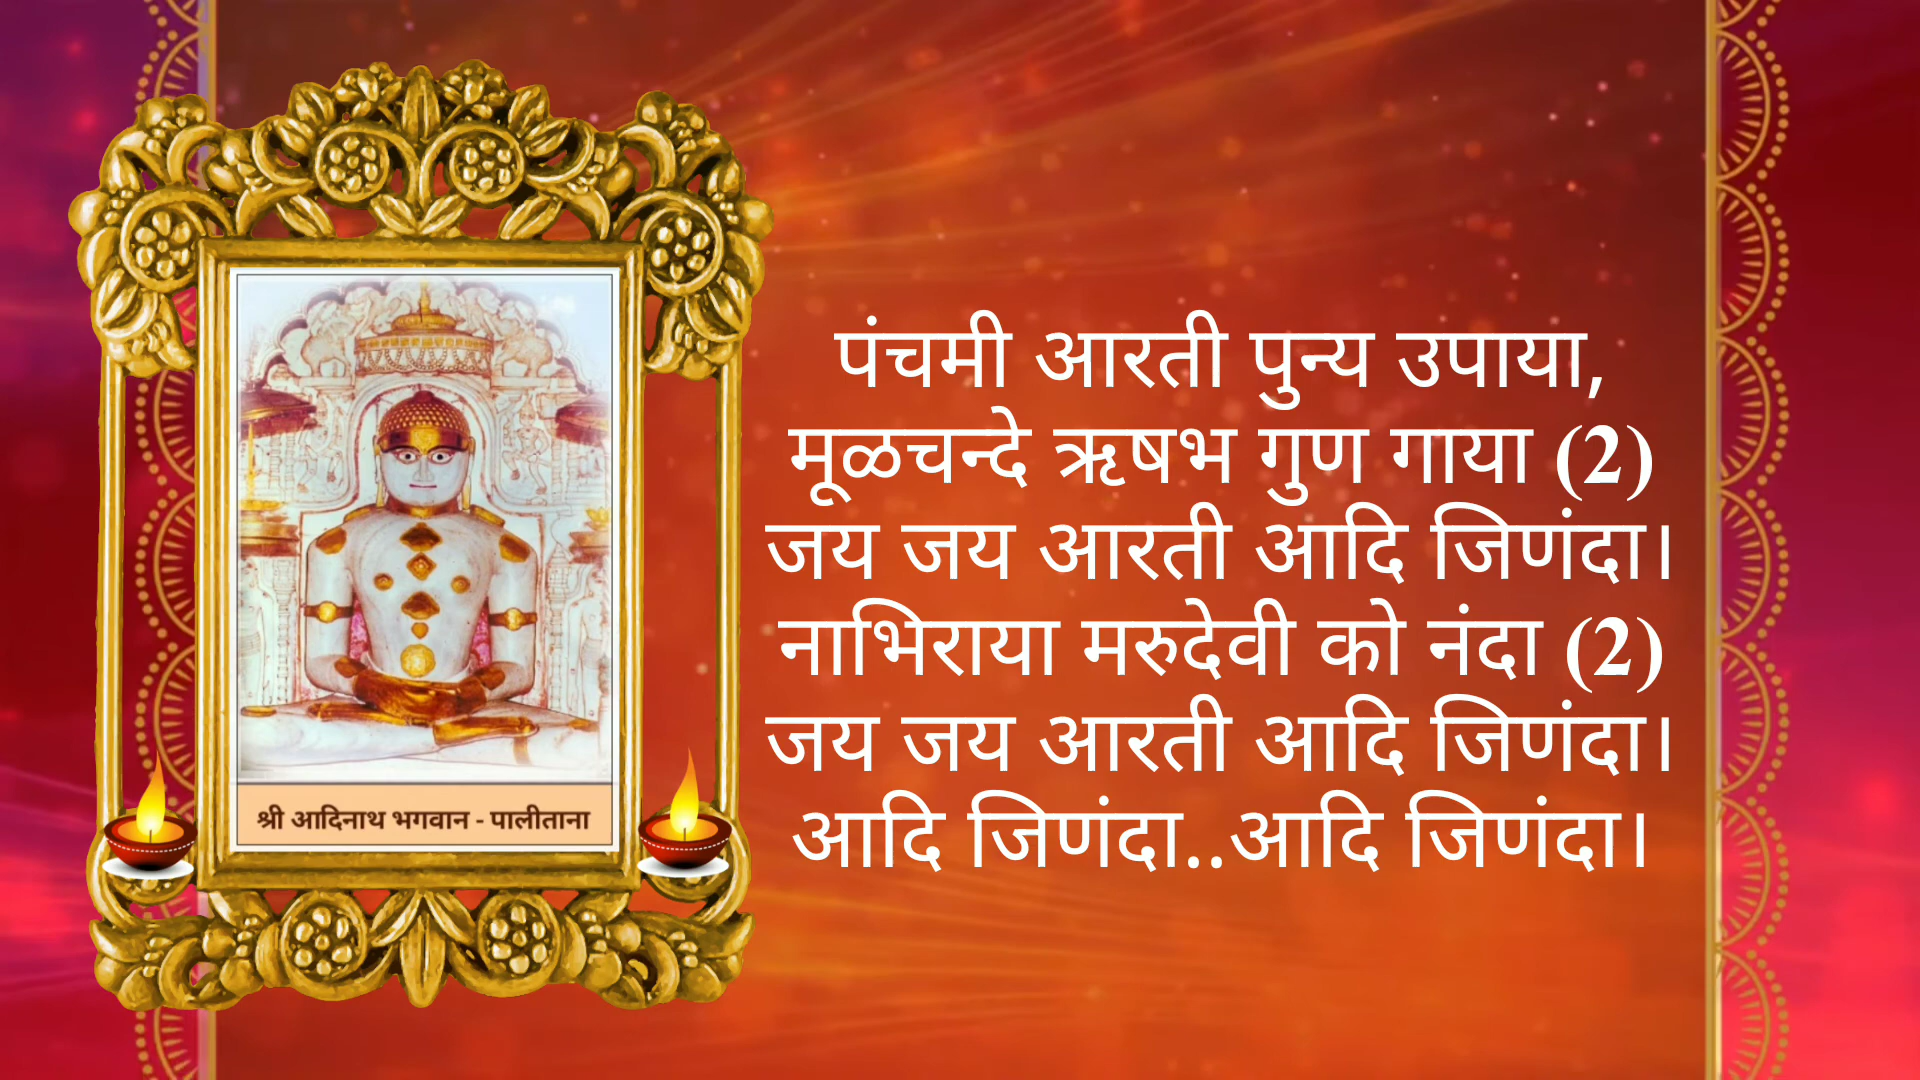 पंचमी आरती पुन्य उपाया,
मूळचन्दे ऋषभ गुण गाया (2)
जय जय आरती आदि जिणंदा।
नाभिराया मरुदेवी को नंदा (2)
जय जय आरती आदि जिणंदा।
आदि जिणंदा..आदि जिणंदा।
श्री आदिनाथ भगवान - पालीताना